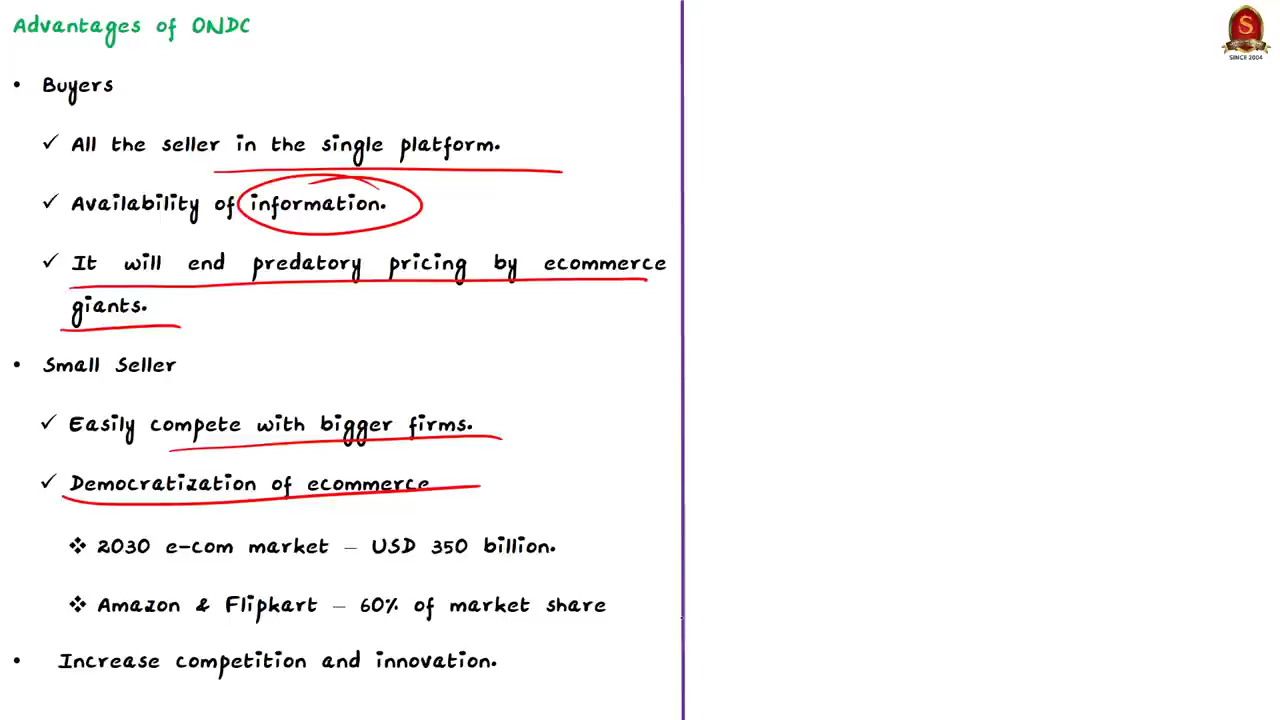 Advantages of ONDC
• Buyers
✓ All the seller in the single platform.
✓ Availability of information.
✓ It will end predatory pricing by ecommerce
giants.
• Small Seller
✓ Easily compete with bigger firms.
✓ Democratization of ecommerce
❖ 2030 e-com market – USD 350 billion.
❖ Amazon & Flipkart – 60% of market share
• Increase competition and innovation.
S
SINCE 2004